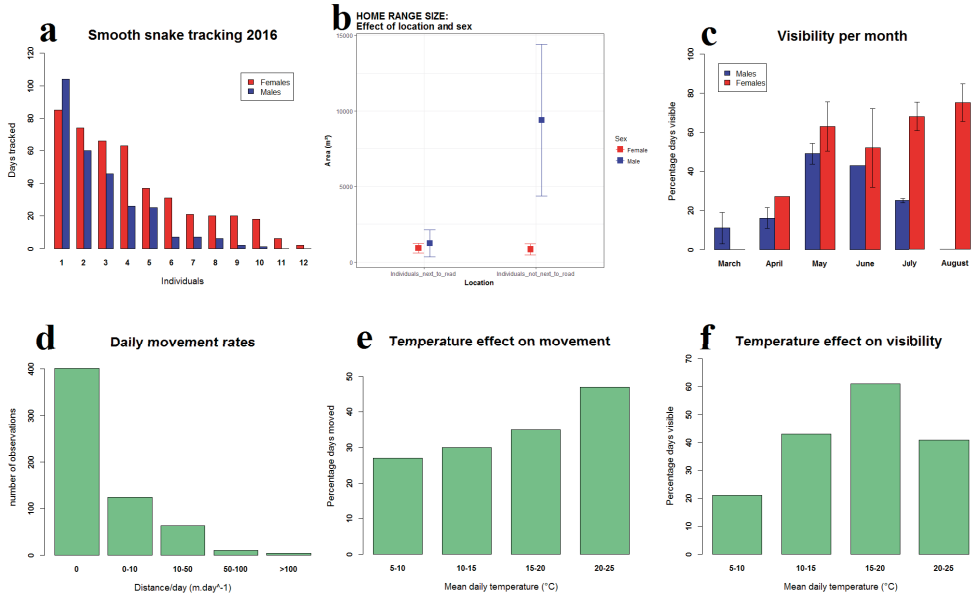 a
Smooth snake tracking 2016
Days tracked
120
100
80
60
40
20
0
Females
Males
1 2 3 4 5 6 7 8 9 10 11 12
Individuals
b
HOME RANGE SIZE:
Effect of location and sex
Area (m²)
15000
10000
5000
0
Sex
Female
Male
Individuals_next_to_road Individuals_not_next_to_road
Location
c
Visibility per month
Percentage days visible
100
80
60
40
20
0
Males
Females
March April May June July August
d
Daily movement rates
number of observations
400
300
200
100
0
0 0-10 10-50 50-100 >100
Distance/day (m.day^-1)
e
Temperature effect on movement
Percentage days moved
50
40
30
20
10
0
5-10 10-15 15-20 20-25
Mean daily temperature (°C)
f
Temperature effect on visibility
Percentage days visible
70
60
50
40
30
20
10
0
5-10 10-15 15-20 20-25
Mean daily temperature (°C)